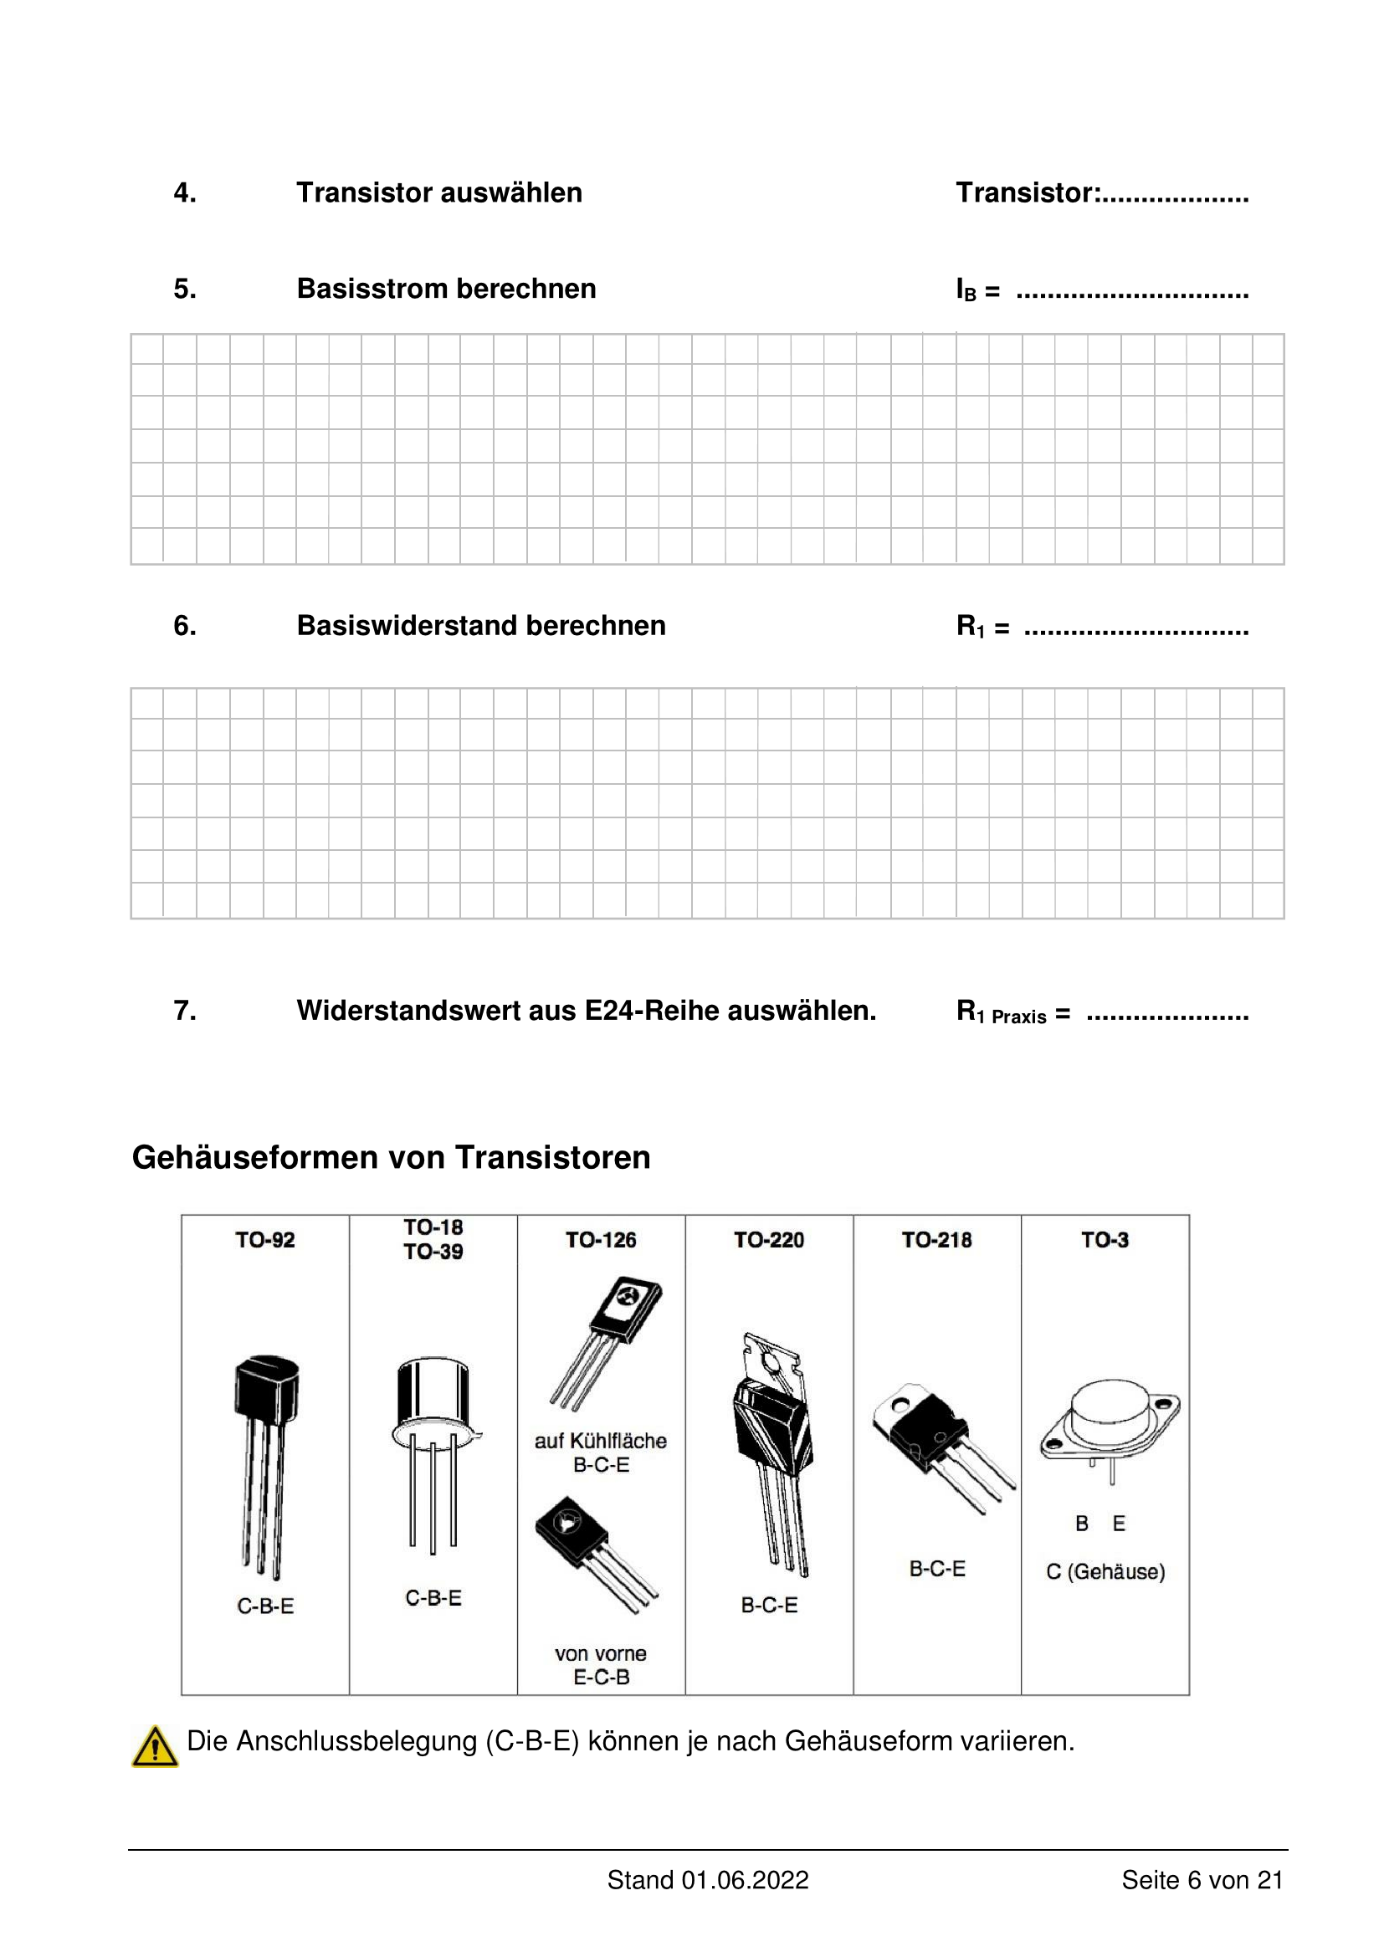 4. Transistor auswählen Transistor:...................
5. Basisstrom berechnen IB = ..............................
6. Basiswiderstand berechnen R1 = .............................
7. Widerstandswert aus E24-Reihe auswählen. R1 Praxis = .....................
Gehäuseformen von Transistoren
TO-92
C-B-E
TO-18
TO-39
C-B-E
TO-126
auf Kühlfläche
B-C-E
von vorne
E-C-B
TO-220
B-C-E
TO-218
B-C-E
TO-3
B E
C (Gehäuse)
Die Anschlussbelegung (C-B-E) können je nach Gehäuseform variieren.
Stand 01.06.2022 Seite 6 von 21